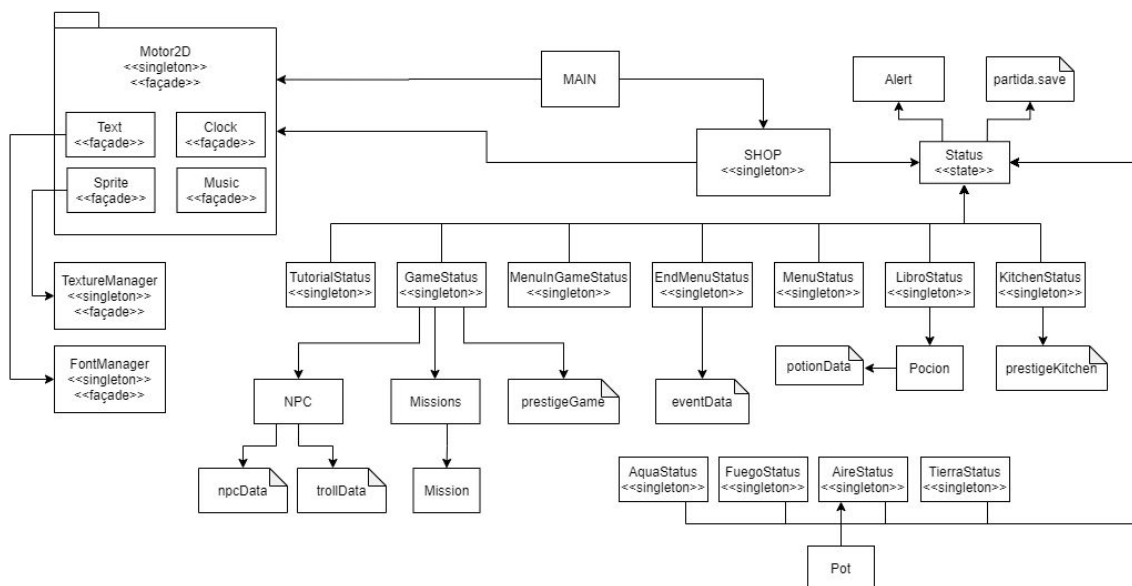 Motor2D
<<singleton>>
<<façade>>
Text
<<façade>>
Clock
<<façade>>
Sprite
<<façade>>
Music
<<façade>>
TextureManager
<<singleton>>
<<façade>>
FontManager
<<singleton>>
<<façade>>
MAIN
SHOP
<<singleton>>
Alert
partida.save
Status
<<state>>
TutorialStatus
<<singleton>>
GameStatus
<<singleton>>
MenuInGameStatus
<<singleton>>
EndMenuStatus
<<singleton>>
MenuStatus
<<singleton>>
LibroStatus
<<singleton>>
KitchenStatus
<<singleton>>
NPC
Missions
prestigeGame
eventData
potionData
Pocion
prestigeKitchen
npcData
trollData
Mission
AquaStatus
<<singleton>>
FuegoStatus
<<singleton>>
AireStatus
<<singleton>>
TierraStatus
<<singleton>>
Pot